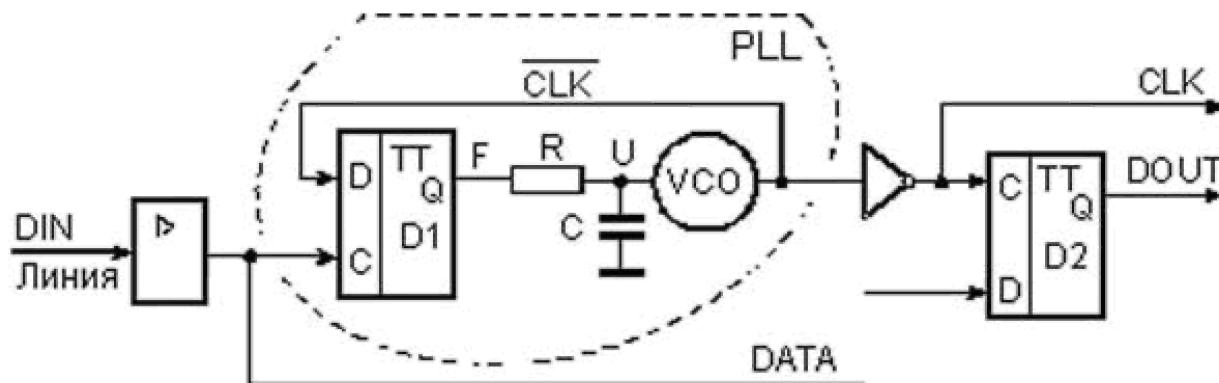 PLL
CLK
CLK
D
TT
F
R
U
Q
VCO
C
TT
DOUT
Q
DIN
Линия
D1
C
C
D2
D
DATA